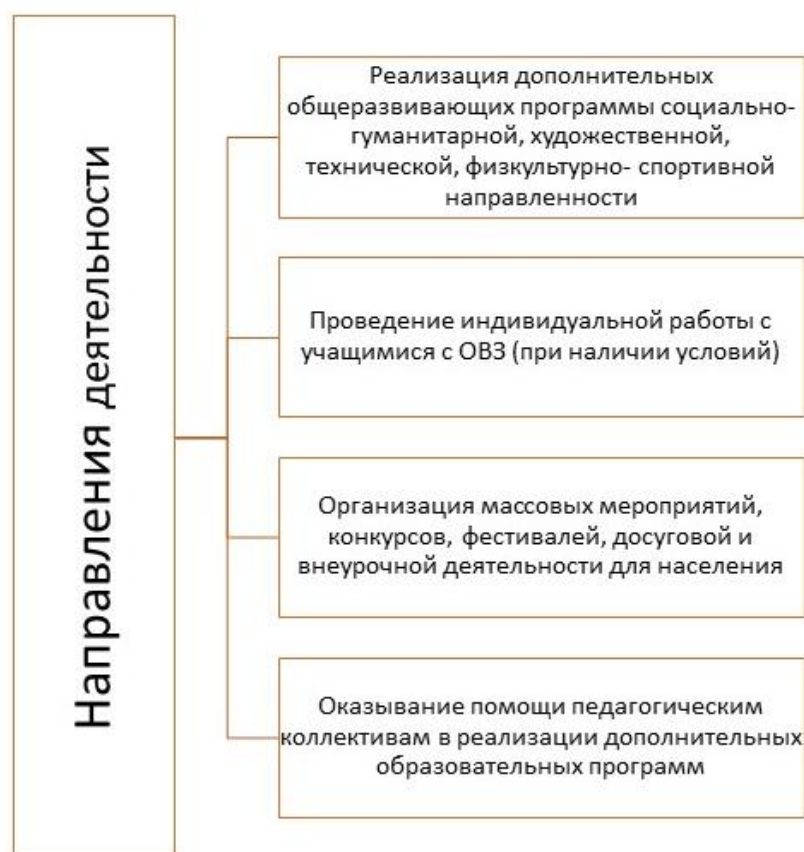 Направления деятельности
Реализация дополнительных
общеразвивающих программы социально-
гуманитарной, художественной,
технической, физкультурно- спортивной
направленности
Проведение индивидуальной работы с
учащимися с ОВЗ (при наличии условий)
Организация массовых мероприятий,
конкурсов, фестивалей, досуговой и
внеурочной деятельности для населения
Оказывание помощи педагогическим
коллективам в реализации дополнительных
образовательных программ